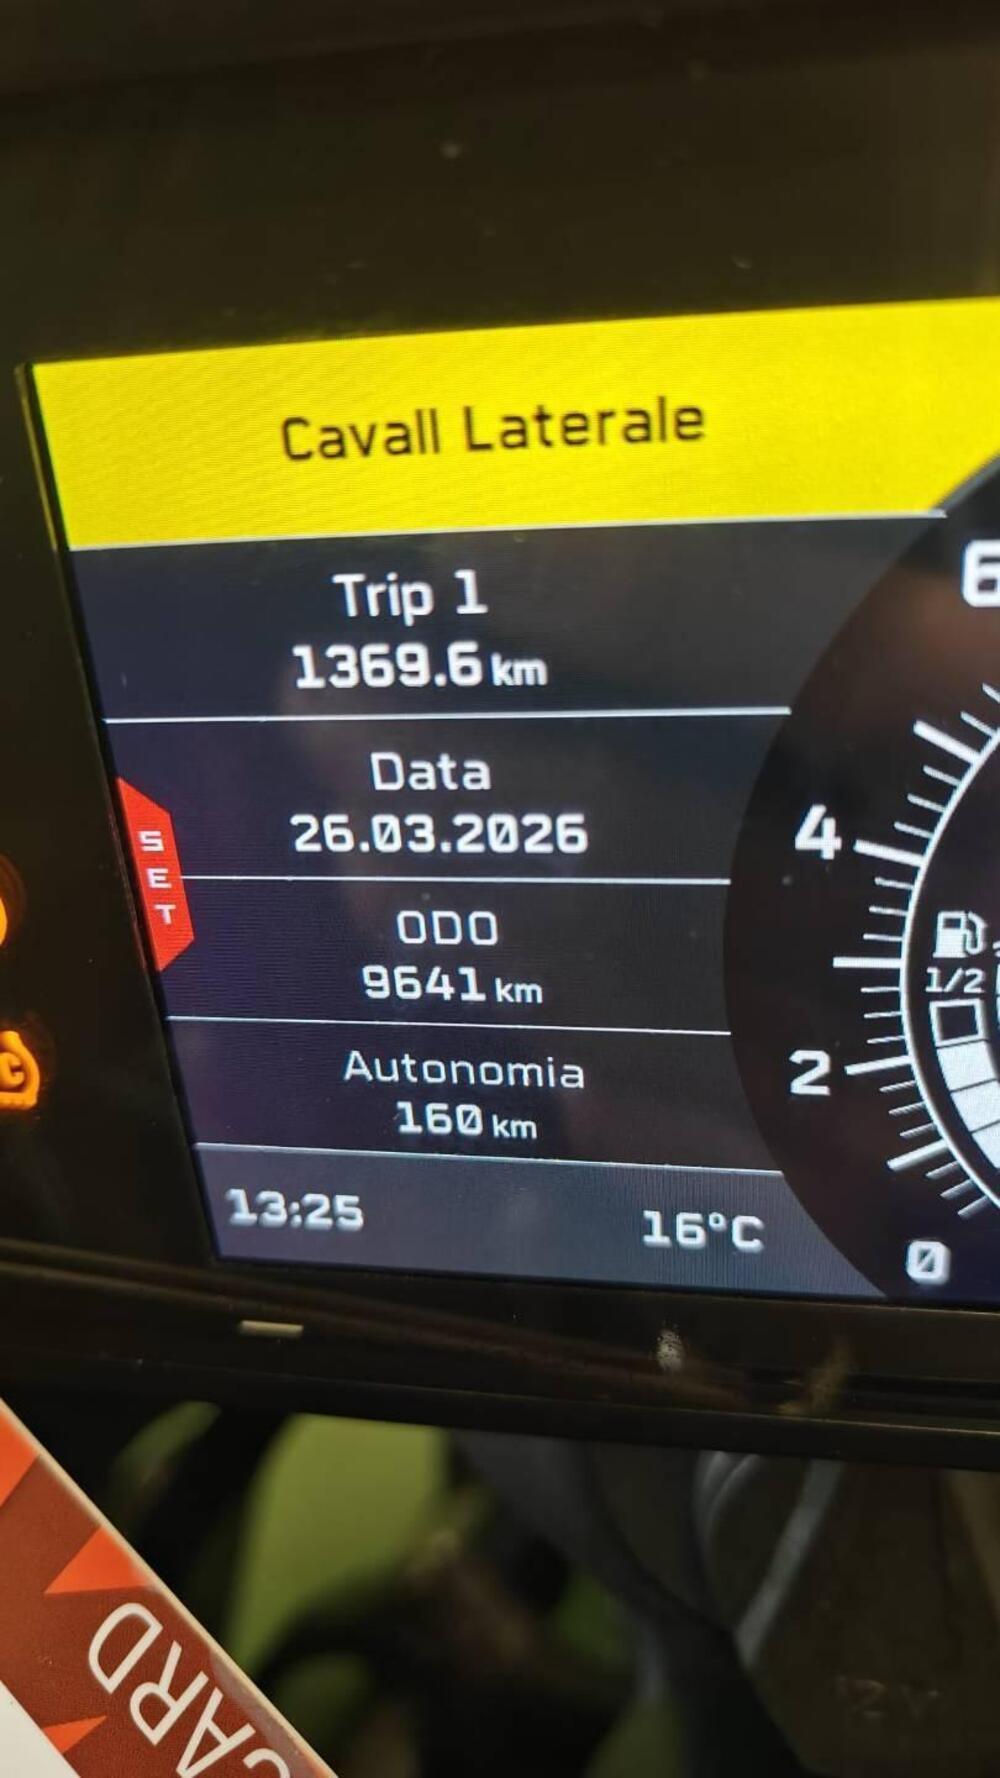 Cavall Laterale
Trip 1
1369.6 km
Data
26.03.2026
SET
ODO
9641 km
Autonomia
160 km
13:25
16°C
6
4
2
0
1/2
C
CARD